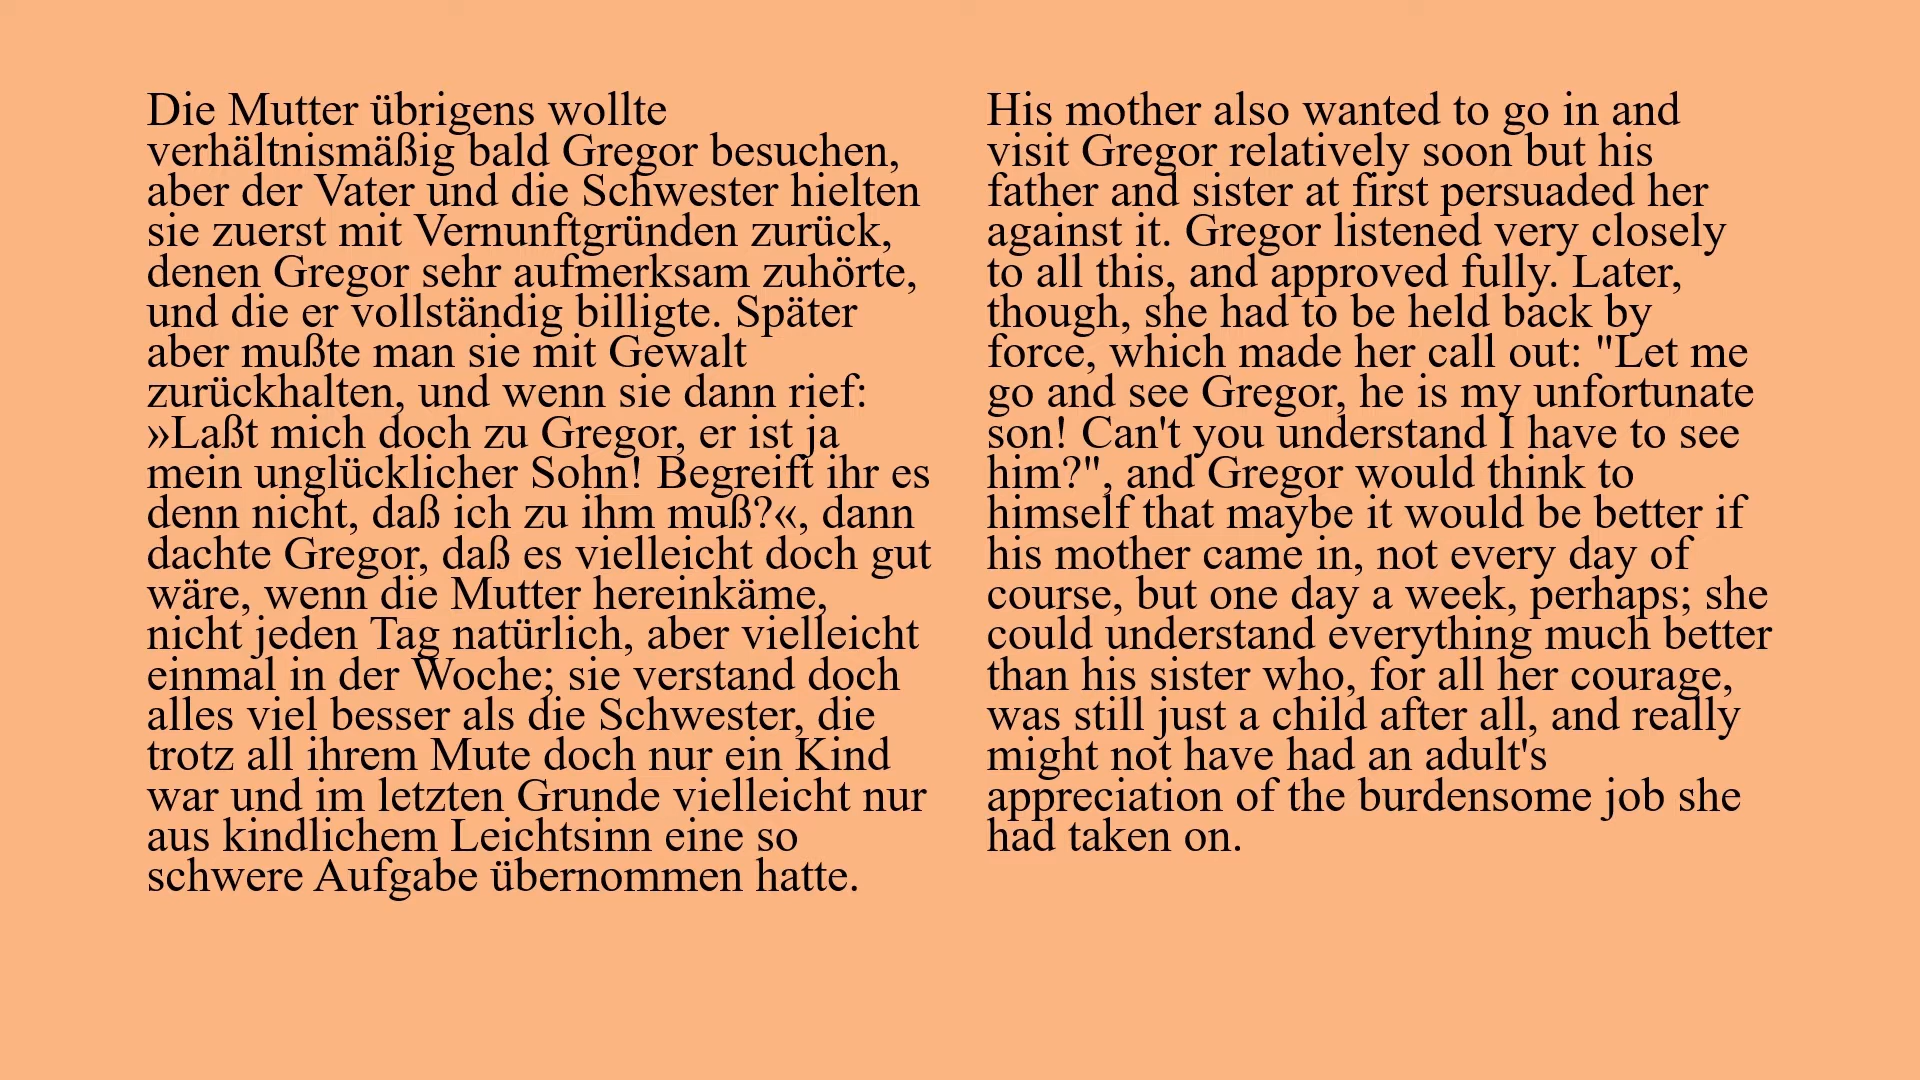 Die Mutter übrigens wollte
verhältnismäßig bald Gregor besuchen,
aber der Vater und die Schwester hielten
sie zuerst mit Vernunftgründen zurück,
denen Gregor sehr aufmerksam zuhörte,
und die er vollständig billigte. Später
aber mußte man sie mit Gewalt
zurückhalten, und wenn sie dann rief:
»Laßt mich doch zu Gregor, er ist ja
mein unglücklicher Sohn! Begreift ihr es
denn nicht, daß ich zu ihm muß?«, dann
dachte Gregor, daß es vielleicht doch gut
wäre, wenn die Mutter hereinkäme,
nicht jeden Tag natürlich, aber vielleicht
einmal in der Woche; sie verstand doch
alles viel besser als die Schwester, die
trotz all ihrem Mute doch nur ein Kind
war und im letzten Grunde vielleicht nur
aus kindlichem Leichtsinn eine so
schwere Aufgabe übernommen hatte.
His mother also wanted to go in and
visit Gregor relatively soon but his
father and sister at first persuaded her
against it. Gregor listened very closely
to all this, and approved fully. Later,
though, she had to be held back by
force, which made her call out: "Let me
go and see Gregor, he is my unfortunate
son! Can't you understand I have to see
him?", and Gregor would think to
himself that maybe it would be better if
his mother came in, not every day of
course, but one day a week, perhaps; she
could understand everything much better
than his sister who, for all her courage,
was still just a child after all, and really
might not have had an adult's
appreciation of the burdensome job she
had taken on.